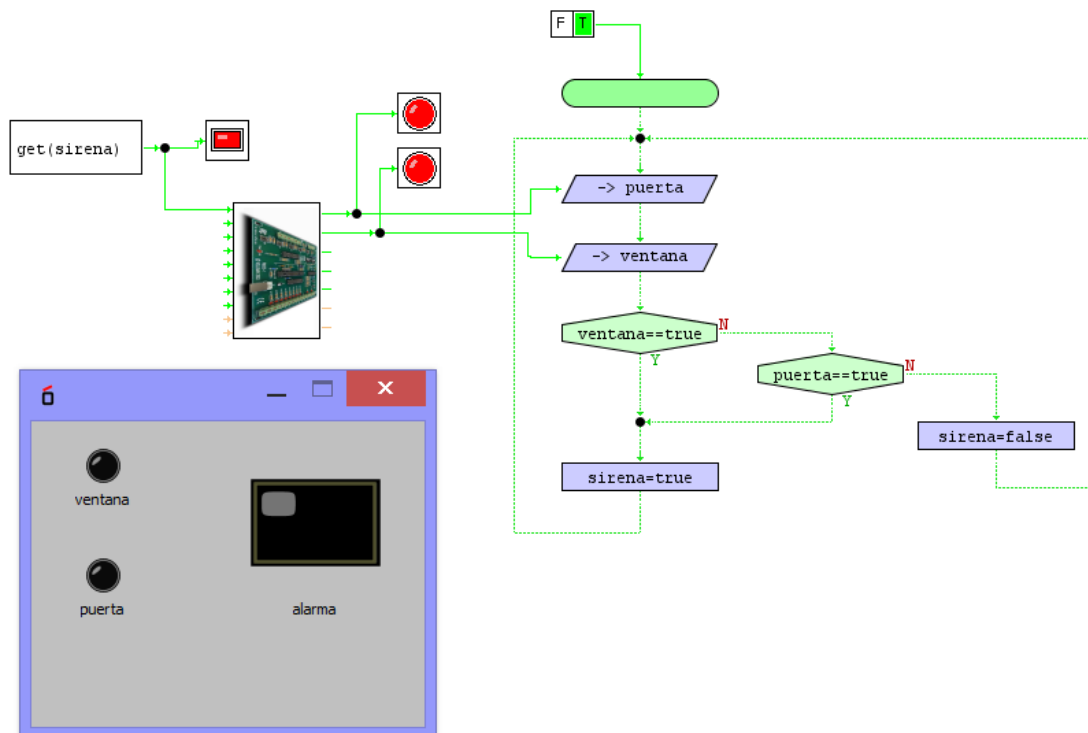 F T
get(sirena)
-> puerta
-> ventana
ventana==true
N
Y
puerta==true
N
Y
sirena=false
sirena=true
ventana
puerta
alarma